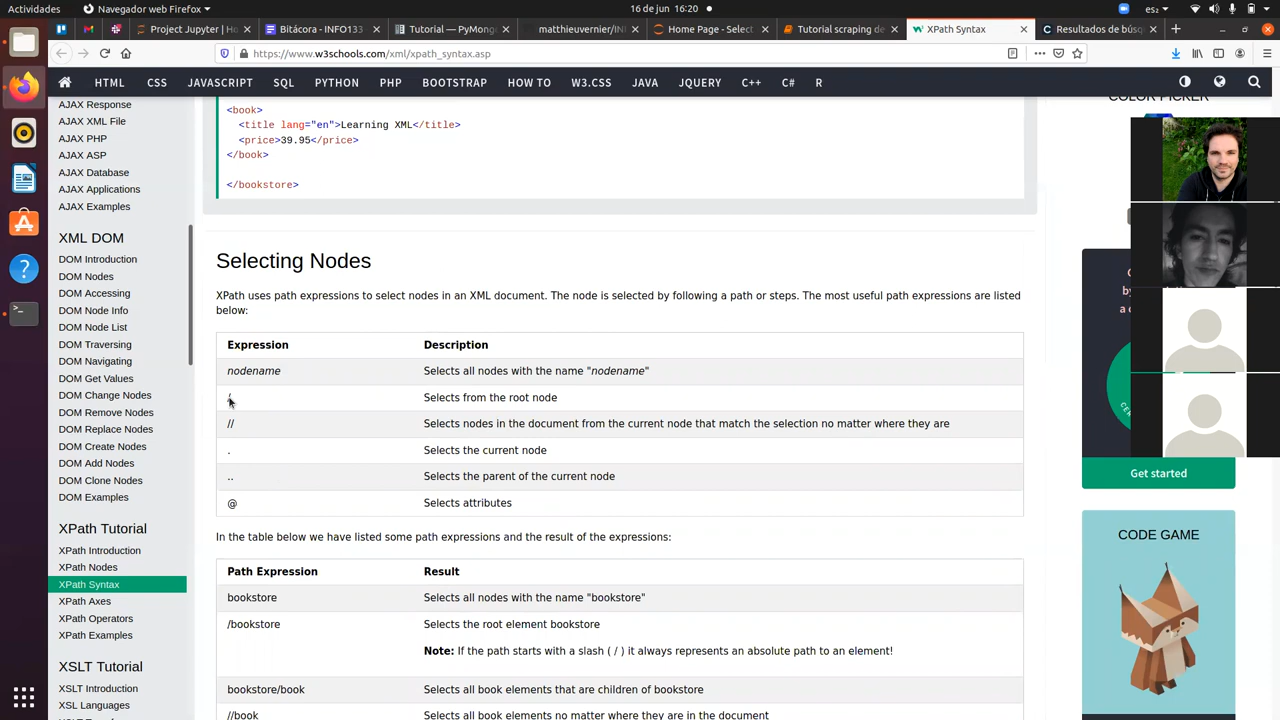 Actividades
Navegador web Firefox
16 de jun 16:20
es2
Project Jupyter | Ho
Bitácora - INFO133
Tutorial — PyMong
matthieuvernier/INF
Home Page - Select
Tutorial scraping de
XPath Syntax
Resultados de búsq
https://www.w3schools.com/xml/xpath_syntax.asp
HTML
CSS
JAVASCRIPT
SQL
PYTHON
PHP
BOOTSTRAP
HOW TO
W3.CSS
JAVA
JQUERY
C++
C#
R
AJAX Response
AJAX XML File
AJAX PHP
AJAX ASP
AJAX Database
AJAX Applications
AJAX Examples
XML DOM
DOM Introduction
DOM Nodes
DOM Accessing
DOM Node Info
DOM Node List
DOM Traversing
DOM Navigating
DOM Get Values
DOM Change Nodes
DOM Remove Nodes
DOM Replace Nodes
DOM Create Nodes
DOM Add Nodes
DOM Clone Nodes
DOM Examples
XPath Tutorial
XPath Introduction
XPath Nodes
XPath Syntax
XPath Axes
XPath Operators
XPath Examples
XSLT Tutorial
XSLT Introduction
XSL Languages
<book>
<title lang="en">Learning XML</title>
<price>39.95</price>
</book>
</bookstore>
Selecting Nodes
XPath uses path expressions to select nodes in an XML document. The node is selected by following a path or steps. The most useful path expressions are listed
below:
Expression Description
nodename Selects all nodes with the name "nodename"
/ Selects from the root node
// Selects nodes in the document from the current node that match the selection no matter where they are
. Selects the current node
.. Selects the parent of the current node
@ Selects attributes
In the table below we have listed some path expressions and the result of the expressions:
Path Expression Result
bookstore Selects all nodes with the name "bookstore"
/bookstore Selects the root element bookstore
Note: If the path starts with a slash ( / ) it always represents an absolute path to an element!
bookstore/book Selects all book elements that are children of bookstore
//book Selects all book elements no matter where they are in the document
COLOR PICKER
Get started
CODE GAME